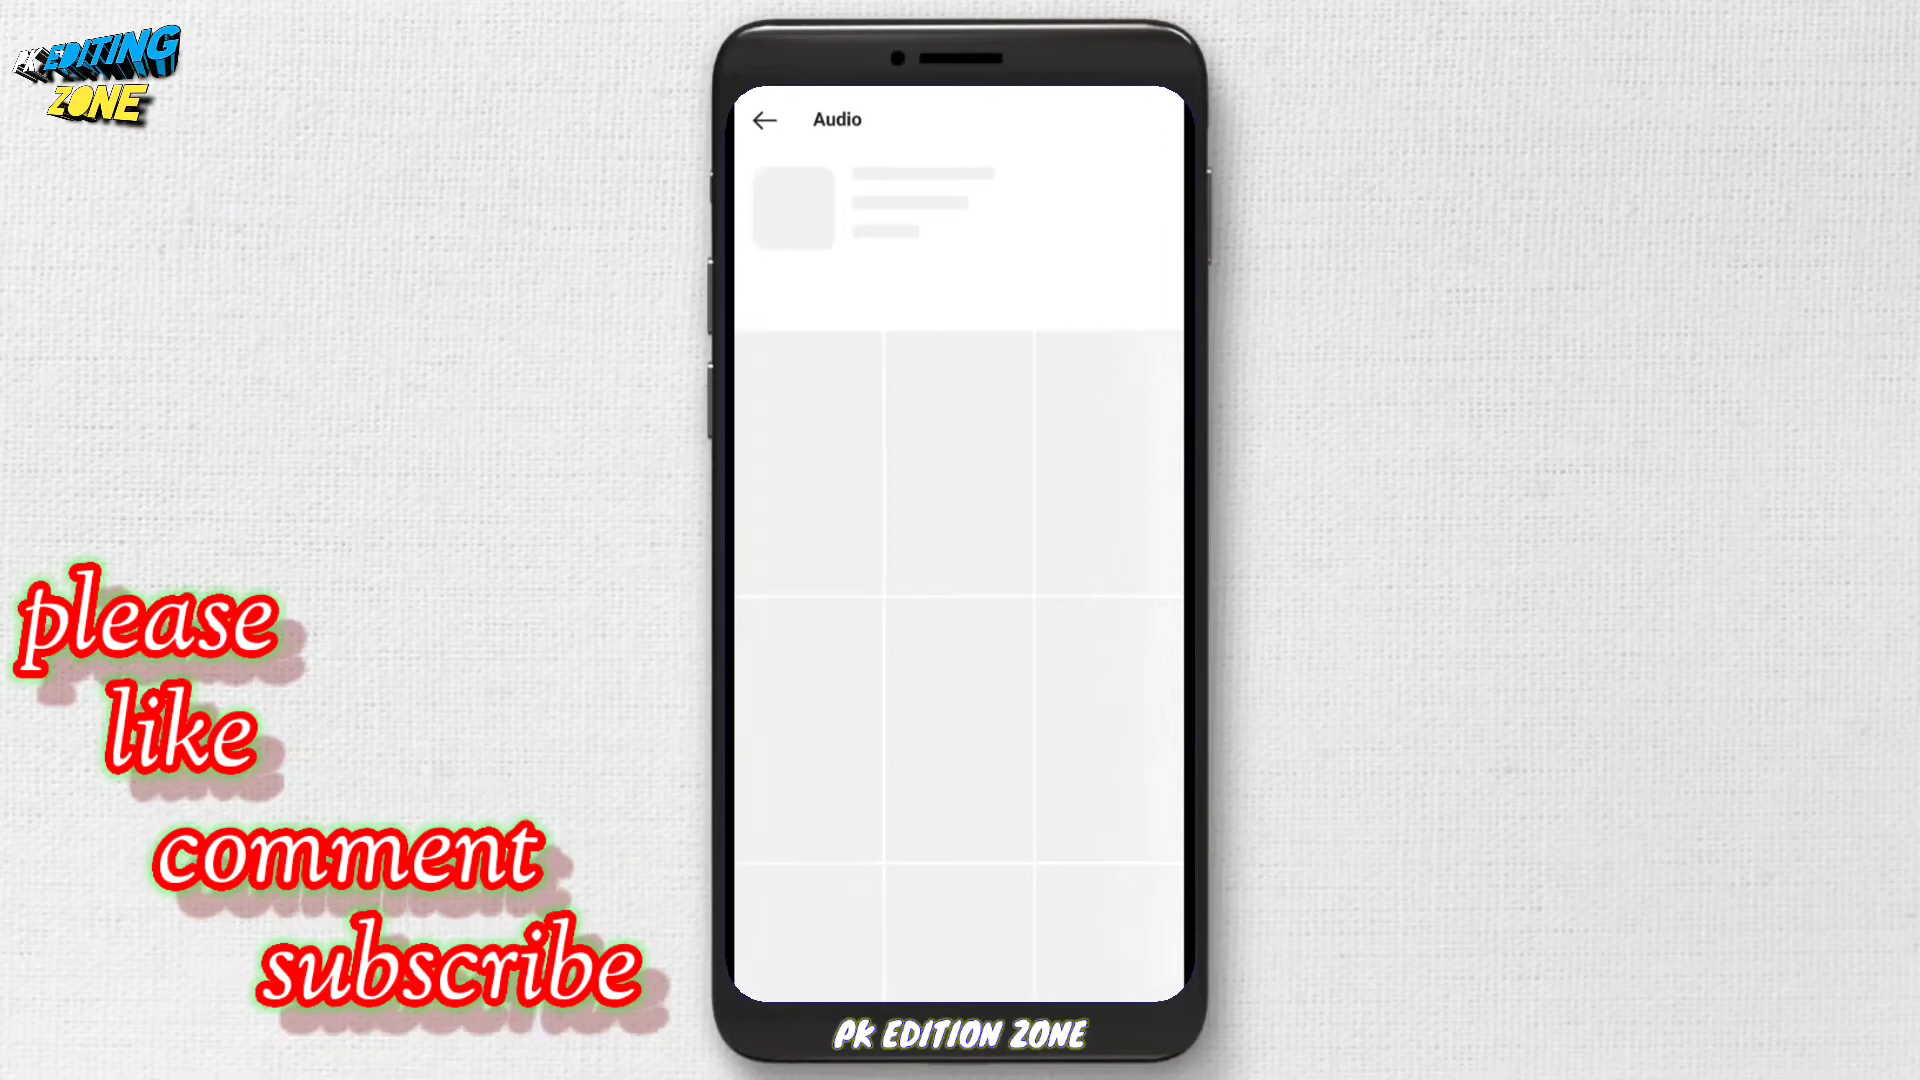 PK EDITING
ZONE
Audio
please
like
comment
subscribe
PK EDITION ZONE